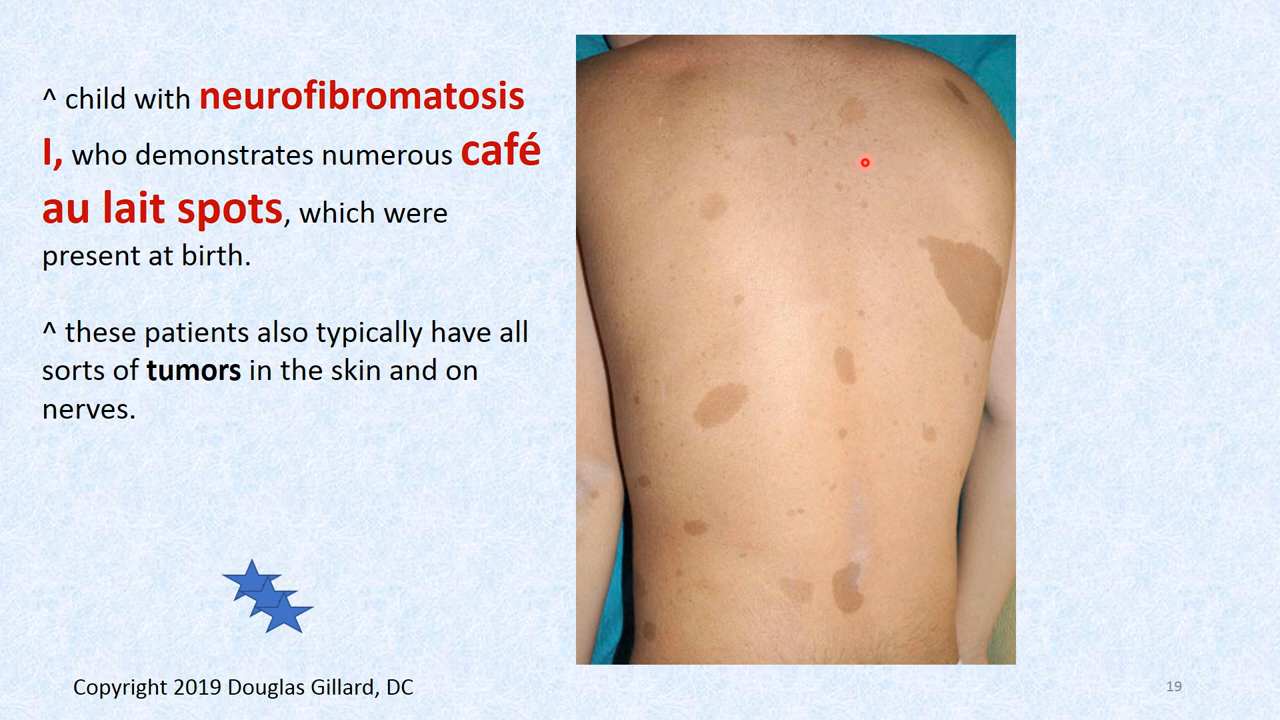 ^ child with neurofibromatosis
I, who demonstrates numerous café
au lait spots, which were
present at birth.
^ these patients also typically have all
sorts of tumors in the skin and on
nerves.
Copyright 2019 Douglas Gillard, DC
19